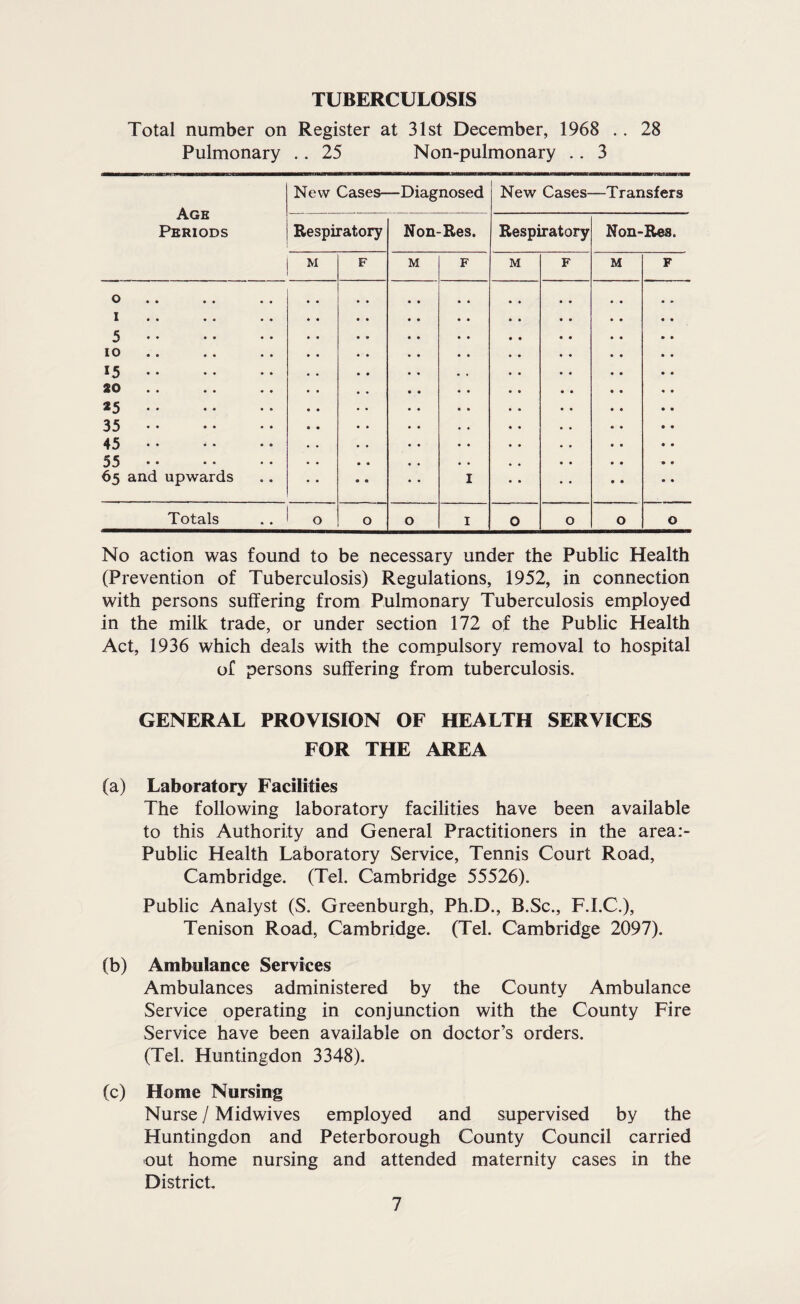 TUBERCULOSIS
Total number on Register at 31st December, 1968 .. 28
Pulmonary .. 25 Non-pulmonary .. 3
Age Periods | New Cases—Diagnosed | New Cases—Transfers
Respiratory | Non-Res. | Respiratory | Non-Res.
M | F | M | F | M | F | M | F
0 .. .. .. | .. | .. | .. | .. | .. | .. | .. | ..
1 .. .. .. | .. | .. | .. | .. | .. | .. | .. | ..
5 .. .. .. | .. | .. | .. | .. | .. | .. | .. | ..
10 .. .. .. | .. | .. | .. | .. | .. | .. | .. | ..
15 .. .. .. | .. | .. | .. | .. | .. | .. | .. | ..
20 .. .. .. | .. | .. | .. | .. | .. | .. | .. | ..
25 .. .. .. | .. | .. | .. | .. | .. | .. | .. | ..
35 .. .. .. | .. | .. | .. | .. | .. | .. | .. | ..
45 .. .. .. | .. | .. | .. | .. | .. | .. | .. | ..
55 .. .. .. | .. | .. | .. | .. | .. | .. | .. | ..
65 and upwards .. | .. | .. | .. | 1 | .. | .. | .. | ..
Totals .. | 0 | 0 | 0 | 1 | 0 | 0 | 0 | 0
No action was found to be necessary under the Public Health
(Prevention of Tuberculosis) Regulations, 1952, in connection
with persons suffering from Pulmonary Tuberculosis employed
in the milk trade, or under section 172 of the Public Health
Act, 1936 which deals with the compulsory removal to hospital
of persons suffering from tuberculosis.
GENERAL PROVISION OF HEALTH SERVICES
FOR THE AREA
(a) Laboratory Facilities
The following laboratory facilities have been available
to this Authority and General Practitioners in the area:-
Public Health Laboratory Service, Tennis Court Road,
Cambridge. (Tel. Cambridge 55526).
Public Analyst (S. Greenburgh, Ph.D., B.Sc., F.I.C.),
Tenison Road, Cambridge. (Tel. Cambridge 2097).
(b) Ambulance Services
Ambulances administered by the County Ambulance
Service operating in conjunction with the County Fire
Service have been available on doctor's orders.
(Tel. Huntingdon 3348).
(c) Home Nursing
Nurse / Midwives employed and supervised by the
Huntingdon and Peterborough County Council carried
out home nursing and attended maternity cases in the
District.
7